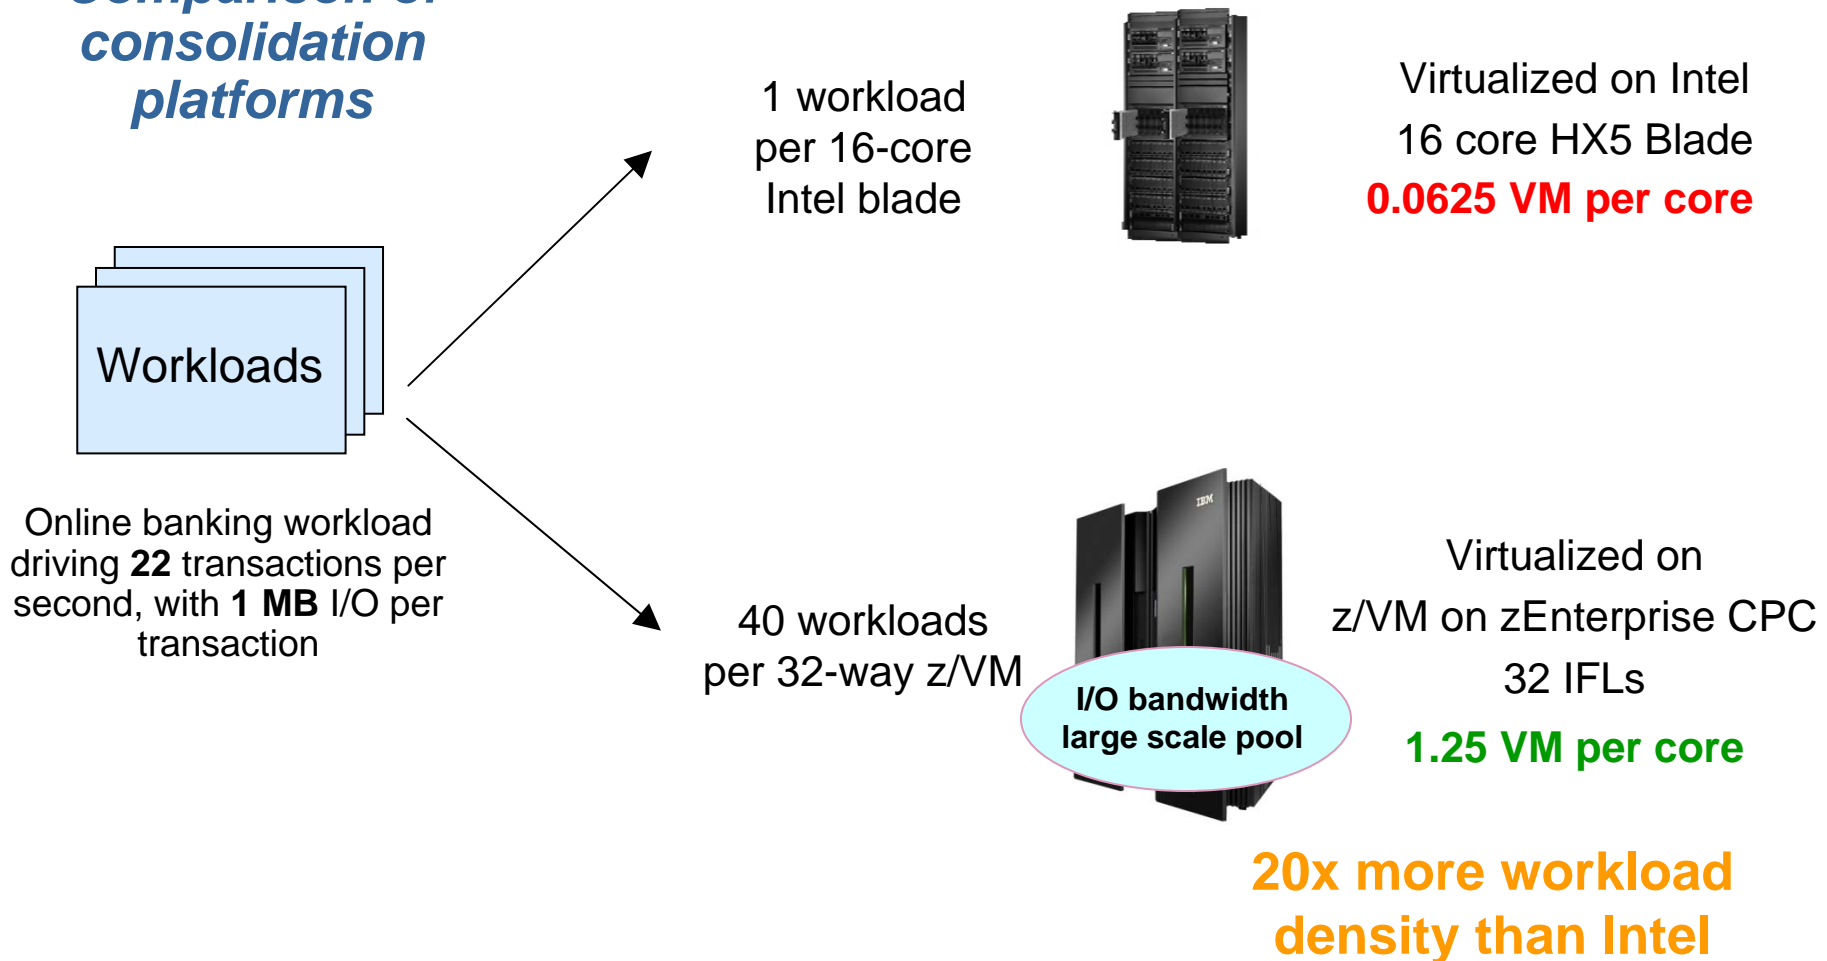 Comparison of
consolidation
platforms
1 workload
per 16-core
Intel blade
Virtualized on Intel
16 core HX5 Blade
0.0625 VM per core
Workloads
Online banking workload
driving 22 transactions per
second, with 1 MB I/O per
transaction
40 workloads
per 32-way z/VM
IBM
I/O bandwidth
large scale pool
Virtualized on
z/VM on zEnterprise CPC
32 IFLs
1.25 VM per core
20x more workload
density than Intel